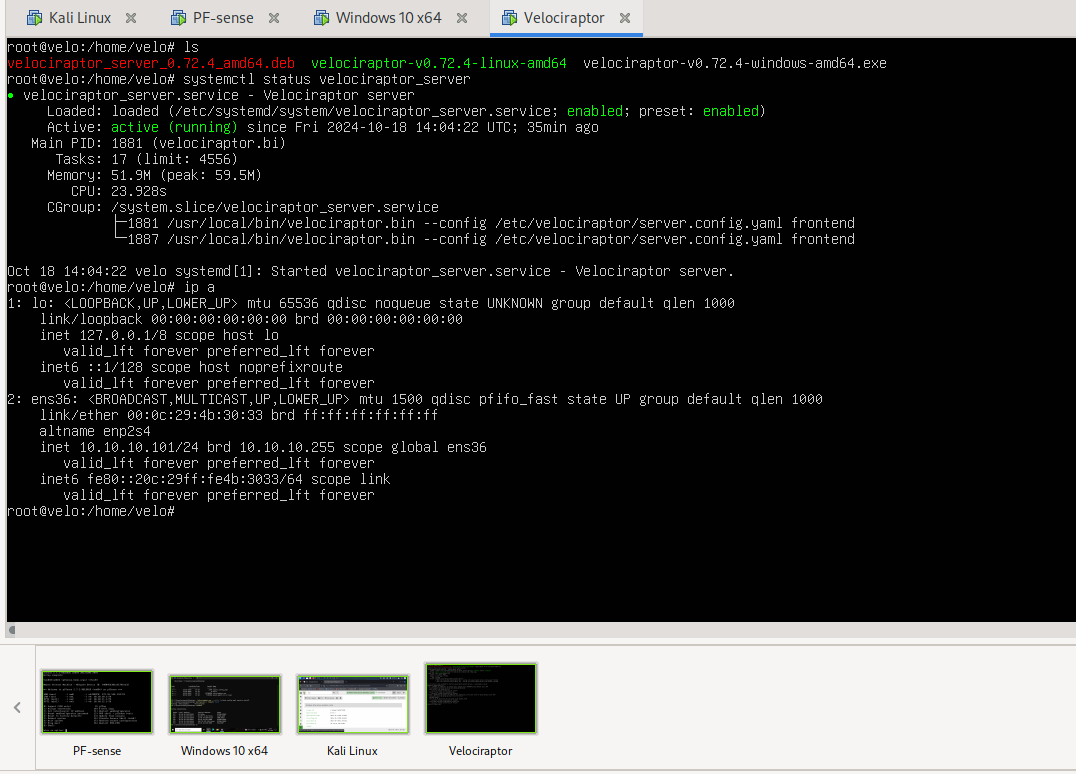 Kali Linux
PF-sense
Windows 10 x64
Velociraptor
root@velo:/home/velo# ls
velociraptor_server_0.72.4_amd64.deb  velociraptor-v0.72.4-linux-amd64  velociraptor-v0.72.4-windows-amd64.exe
root@velo:/home/velo# systemctl status velociraptor_server
● velociraptor_server.service - Velociraptor server
     Loaded: loaded (/etc/systemd/system/velociraptor_server.service; enabled; preset: enabled)
     Active: active (running) since Fri 2024-10-18 14:04:22 UTC; 35min ago
   Main PID: 1881 (velociraptor.bi)
      Tasks: 17 (limit: 4556)
     Memory: 51.9M (peak: 59.5M)
        CPU: 23.928s
     CGroup: /system.slice/velociraptor_server.service
             ├─1881 /usr/local/bin/velociraptor.bin --config /etc/velociraptor/server.config.yaml frontend
             └─1887 /usr/local/bin/velociraptor.bin --config /etc/velociraptor/server.config.yaml frontend
Oct 18 14:04:22 velo systemd[1]: Started velociraptor_server.service - Velociraptor server.
root@velo:/home/velo# ip a
1: lo: <LOOPBACK,UP,LOWER_UP> mtu 65536 qdisc noqueue state UNKNOWN group default qlen 1000
    link/loopback 00:00:00:00:00:00 brd 00:00:00:00:00:00
    inet 127.0.0.1/8 scope host lo
       valid_lft forever preferred_lft forever
    inet6 ::1/128 scope host noprefixroute
       valid_lft forever preferred_lft forever
2: ens36: <BROADCAST,MULTICAST,UP,LOWER_UP> mtu 1500 qdisc pfifo_fast state UP group default qlen 1000
    link/ether 00:0c:29:4b:30:33 brd ff:ff:ff:ff:ff:ff
    altname enp2s4
    inet 10.10.10.101/24 brd 10.10.10.255 scope global ens36
       valid_lft forever preferred_lft forever
    inet6 fe80::20c:29ff:fe4b:3033/64 scope link
       valid_lft forever preferred_lft forever
root@velo:/home/velo#
PF-sense
Windows 10 x64
Kali Linux
Velociraptor